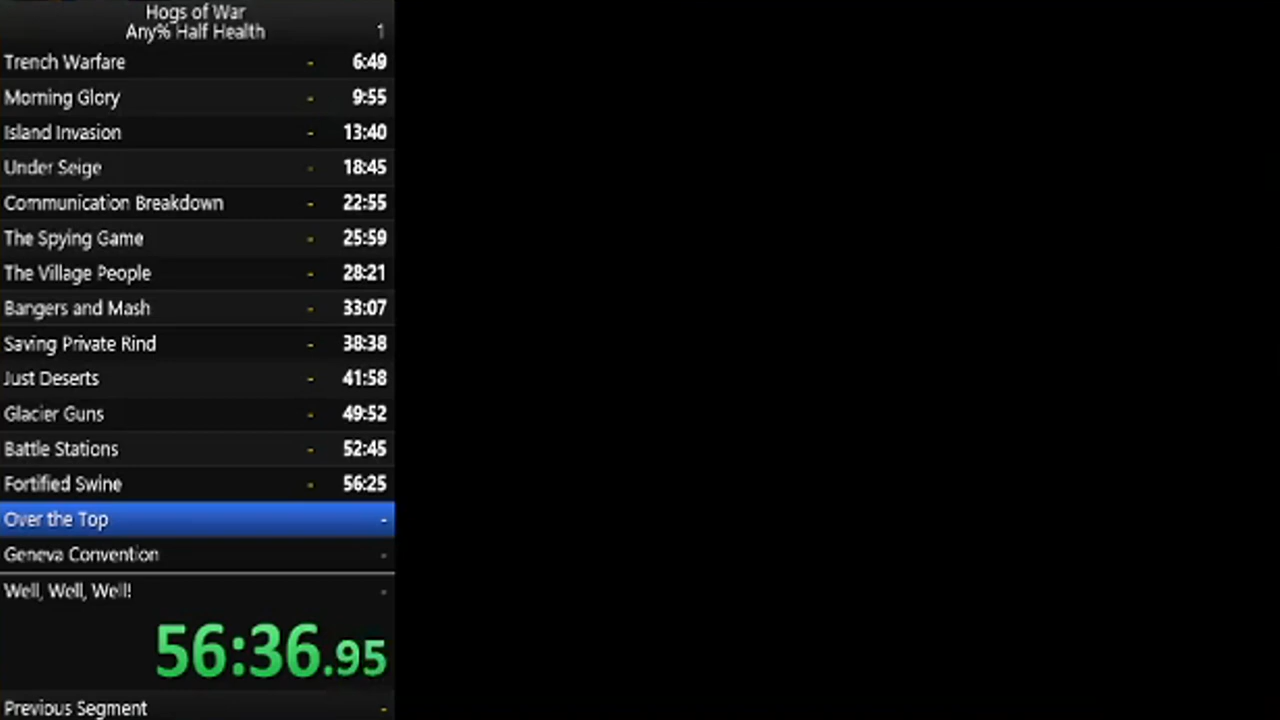 Hogs of War
Any% Half Health 1
Trench Warfare - 6:49
Morning Glory - 9:55
Island Invasion - 13:40
Under Seige - 18:45
Communication Breakdown - 22:55
The Spying Game - 25:59
The Village People - 28:21
Bangers and Mash - 33:07
Saving Private Rind - 38:38
Just Deserts - 41:58
Glacier Guns - 49:52
Battle Stations - 52:45
Fortified Swine - 56:25
Over the Top -
Geneva Convention -
Well, Well, Well! -
56:36.95
Previous Segment -